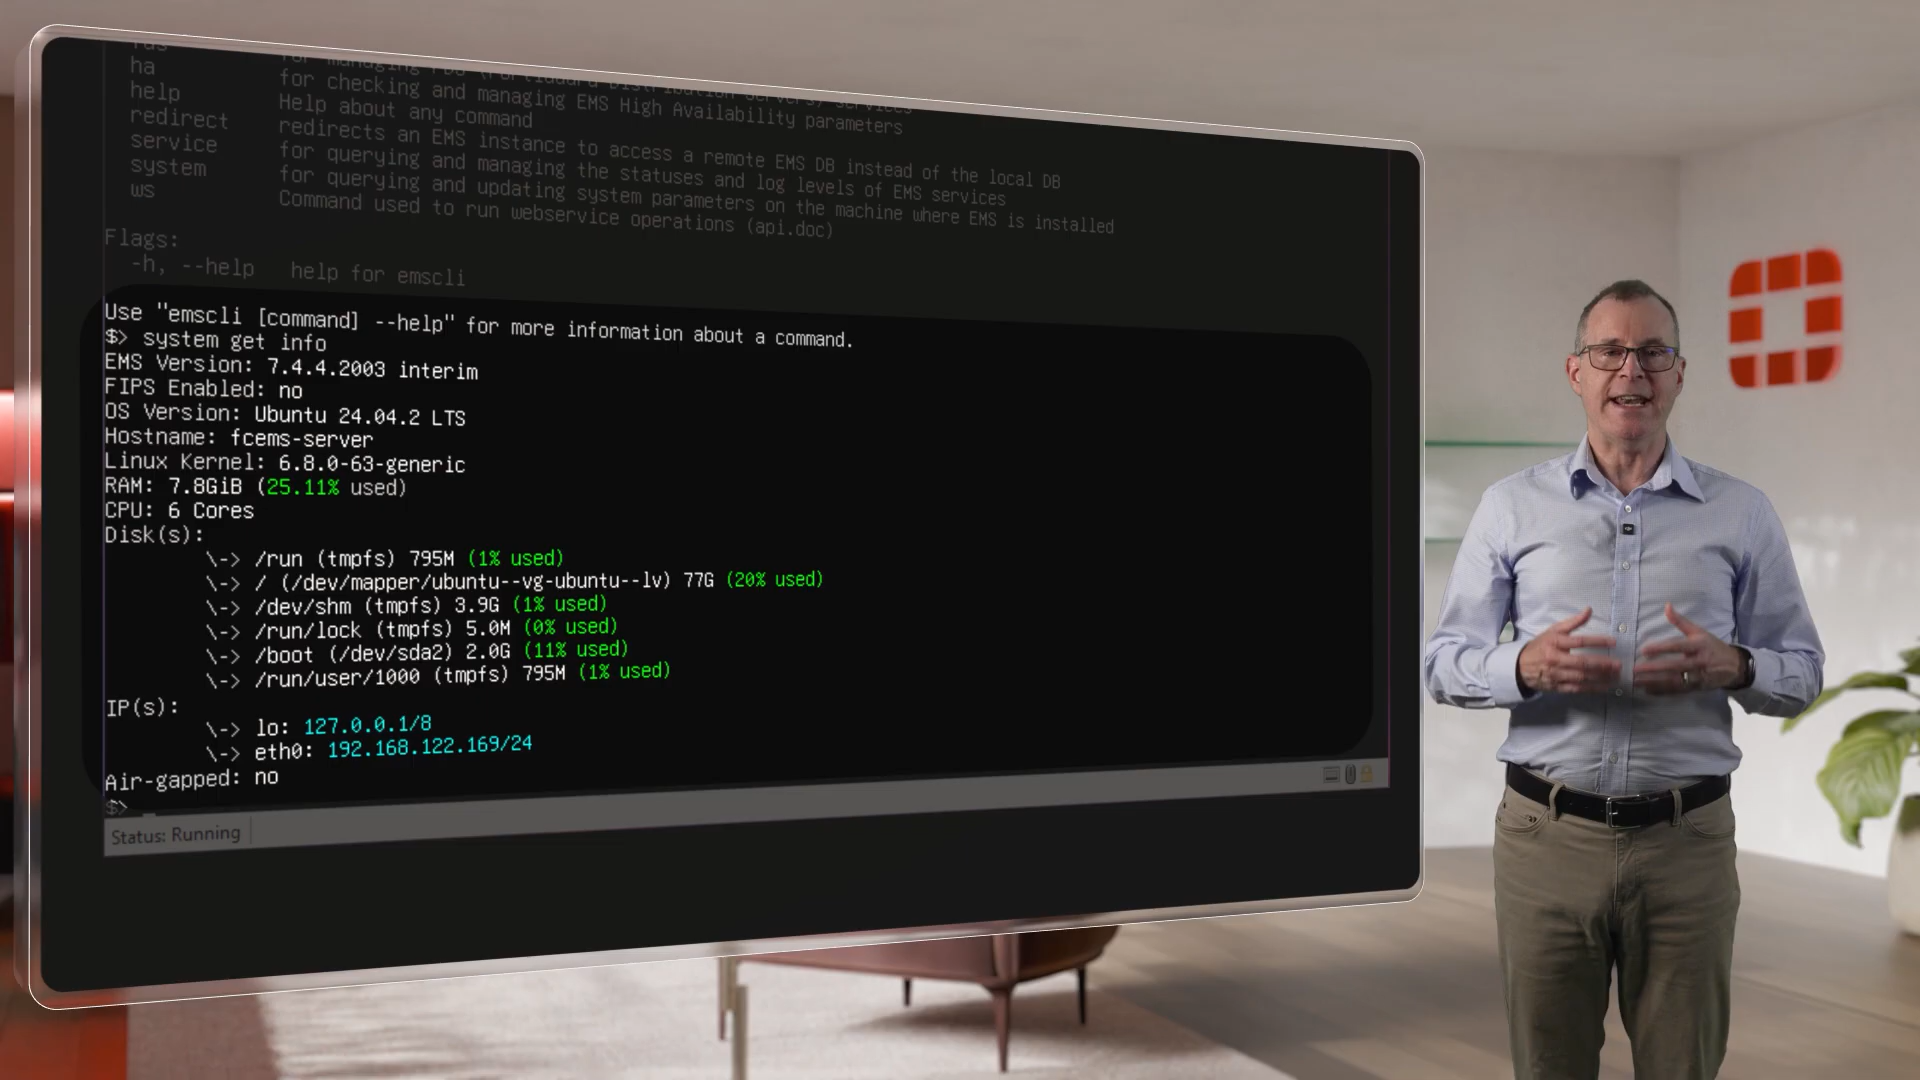 ha for checking and managing EMS High Availability parameters
help Help about any command
redirect redirects an EMS instance to access a remote EMS DB instead of the local DB
service for querying and managing the statuses and log levels of EMS services
system for querying and updating system parameters on the machine where EMS is installed
ws Command used to run webservice operations (api.doc)
Flags:
-h, --help help for emscli
Use "emscli [command] --help" for more information about a command.
$> system get info
EMS Version: 7.4.4.2003 interim
FIPS Enabled: no
OS Version: Ubuntu 24.04.2 LTS
Hostname: fcems-server
Linux Kernel: 6.8.0-63-generic
RAM: 7.8GiB (25.11% used)
CPU: 6 Cores
Disk(s):
\-> /run (tmpfs) 795M (1% used)
\-> / (/dev/mapper/ubuntu--vg-ubuntu--lv) 77G (20% used)
\-> /dev/shm (tmpfs) 3.9G (1% used)
\-> /run/lock (tmpfs) 5.0M (0% used)
\-> /boot (/dev/sda2) 2.0G (11% used)
\-> /run/user/1000 (tmpfs) 795M (1% used)
IP(s):
\-> lo: 127.0.0.1/8
\-> eth0: 192.168.122.169/24
Air-gapped: no
$>
Status: Running